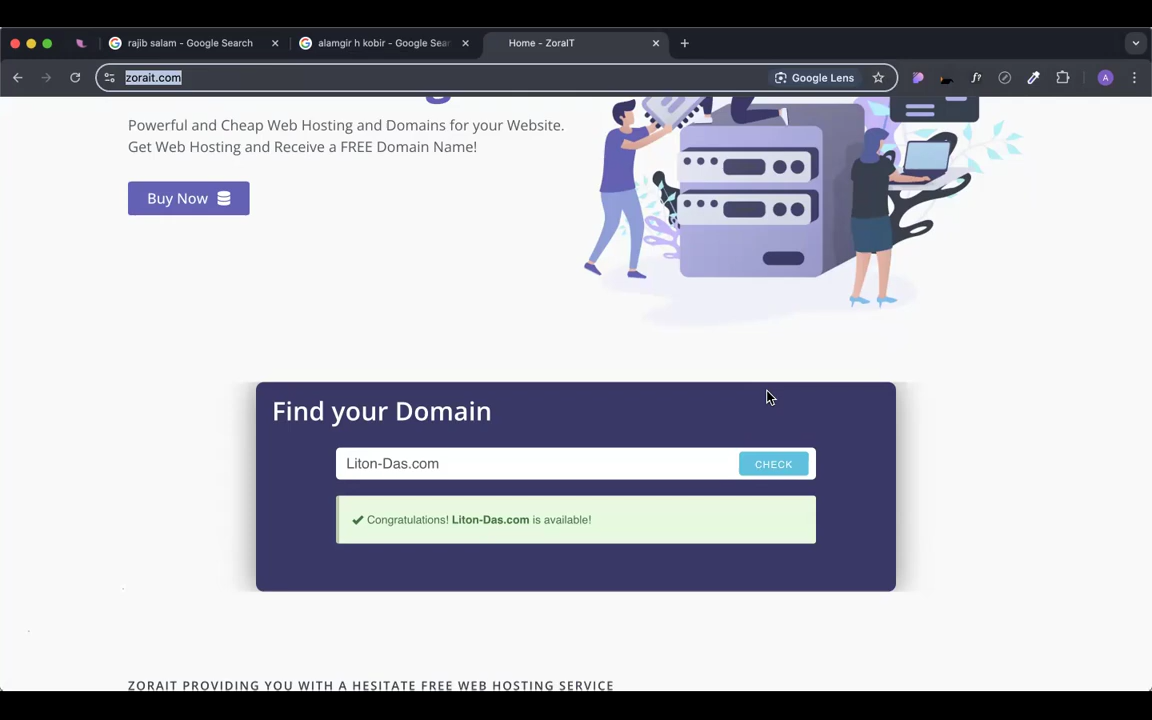 rajib salam - Google Search
alamgir h kobir - Google Sear
Home - ZoraIT
zorait.com
Google Lens
f?
A
Powerful and Cheap Web Hosting and Domains for your Website.
Get Web Hosting and Receive a FREE Domain Name!
Buy Now
Find your Domain
Liton-Das.com
CHECK
Congratulations! Liton-Das.com is available!
ZORAIT PROVIDING YOU WITH A HESITATE FREE WEB HOSTING SERVICE